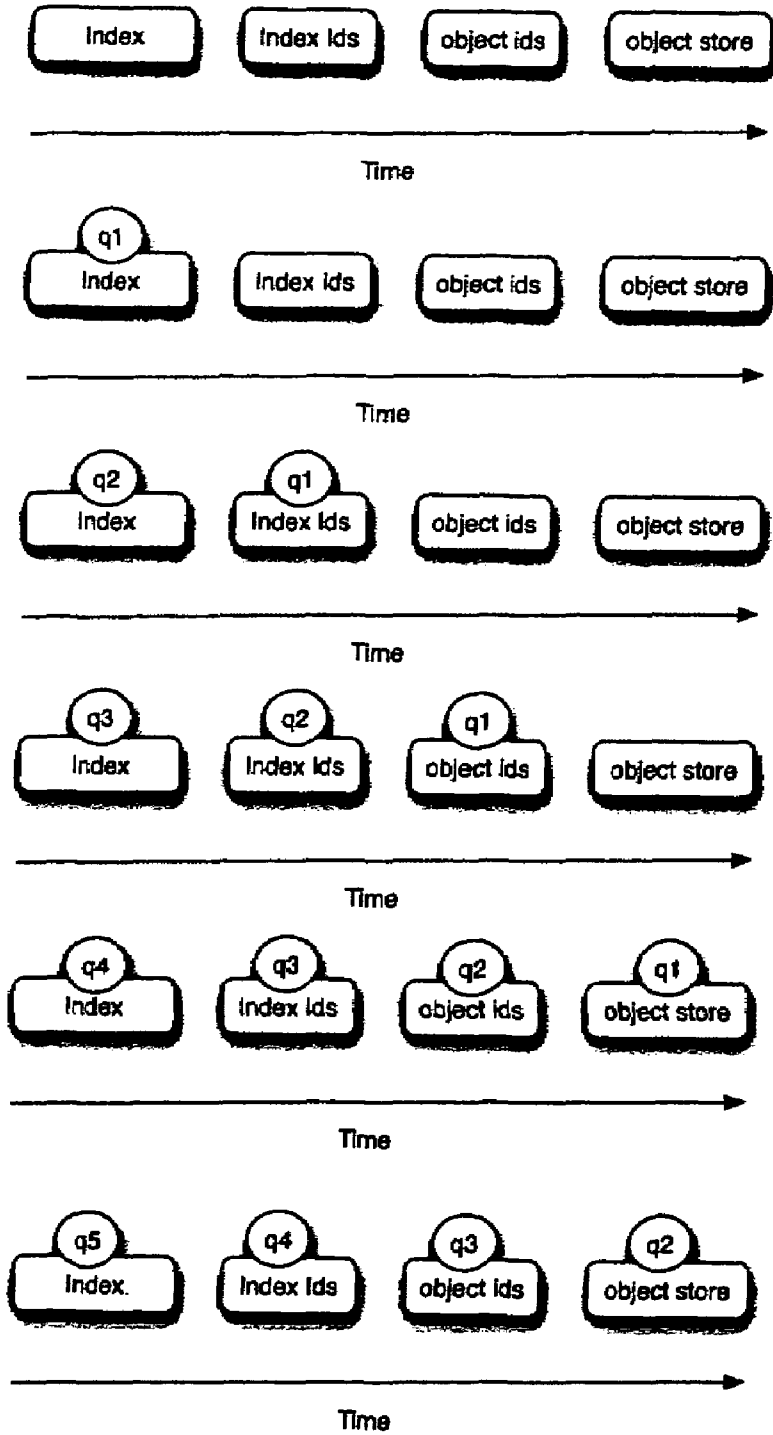 Index Index Ids object ids object store
Time
q1
Index Index ids object ids object store
Time
q2 q1
Index Index Ids object ids object store
Time
q3 q2 q1
Index Index Ids object ids object store
Time
q4 q3 q2 q1
Index Index Ids object ids object store
Time
q5 q4 q3 q2
Index. Index Ids object ids object store
Time